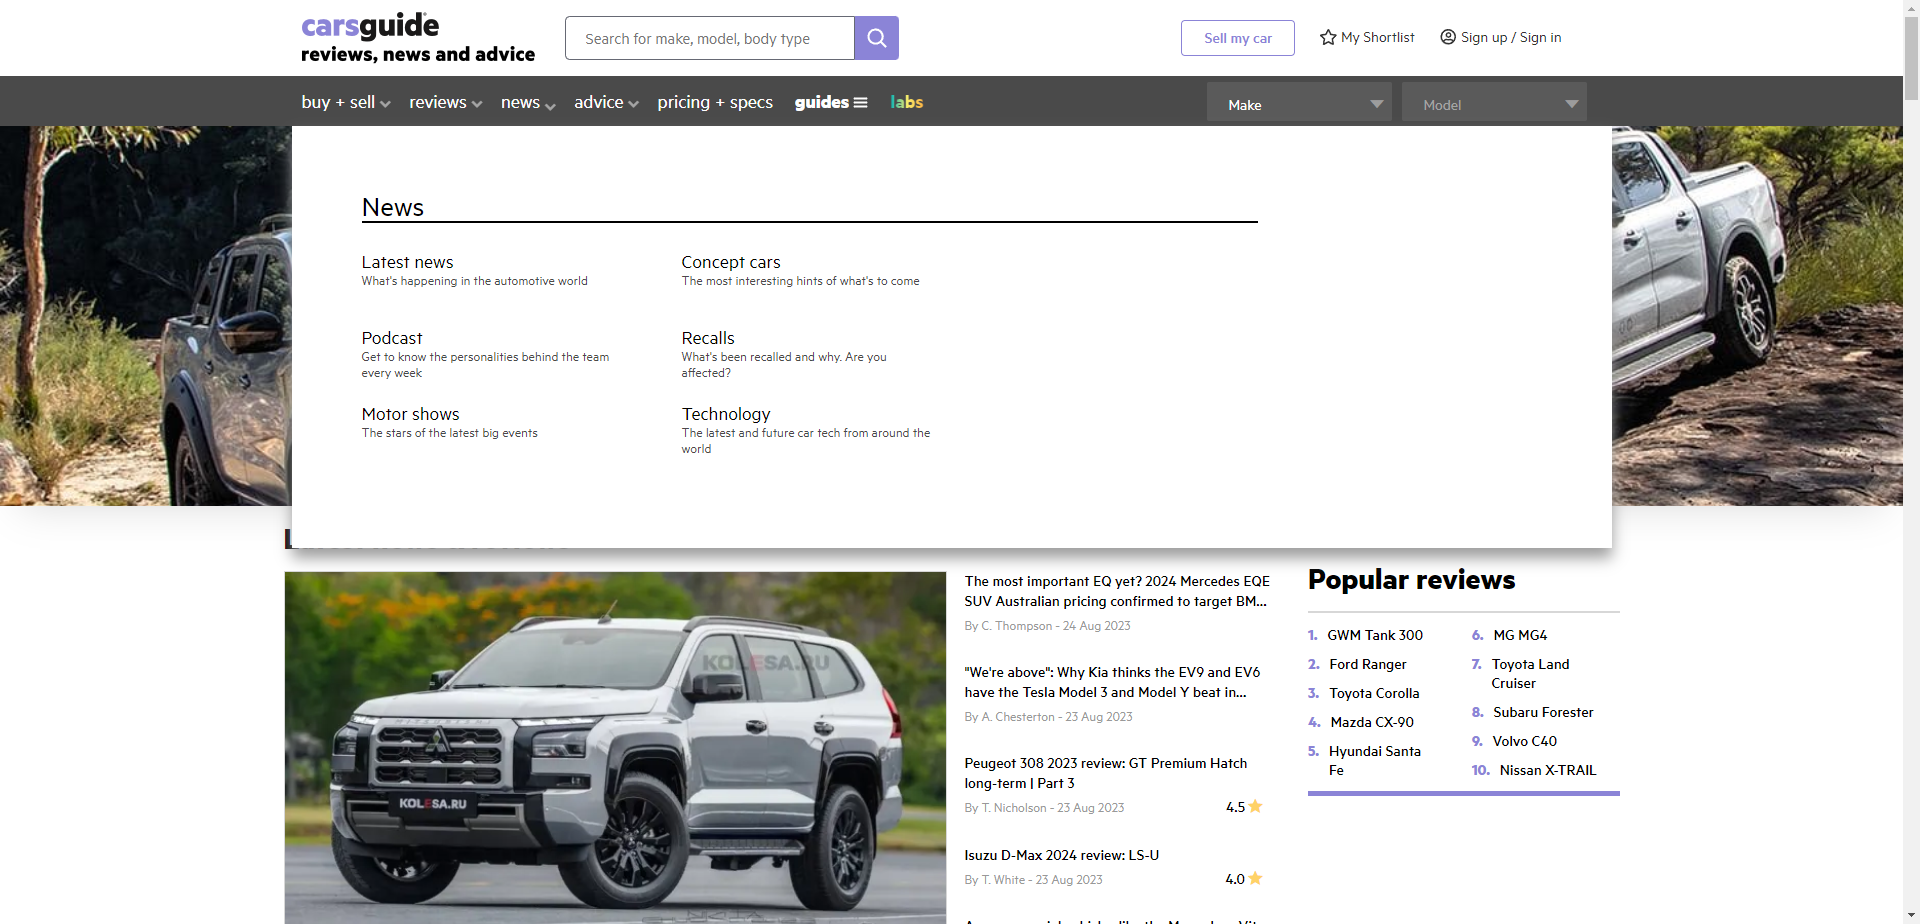 carsguide
reviews, news and advice
Search for make, model, body type
Sell my car
My Shortlist
Sign up / Sign in
buy + sell
reviews
news
advice
pricing + specs
guides
labs
Make
Model
News
Latest news
What's happening in the automotive world
Concept cars
The most interesting hints of what's to come
Podcast
Get to know the personalities behind the team
every week
Recalls
What's been recalled and why. Are you
affected?
Motor shows
The stars of the latest big events
Technology
The latest and future car tech from around the
world
KOLESA.RU
MITSUBISHI
KOLESA.RU
The most important EQ yet? 2024 Mercedes EQE
SUV Australian pricing confirmed to target BM...
By C. Thompson - 24 Aug 2023
"We're above": Why Kia thinks the EV9 and EV6
have the Tesla Model 3 and Model Y beat in...
By A. Chesterton - 23 Aug 2023
Peugeot 308 2023 review: GT Premium Hatch
long-term | Part 3
By T. Nicholson - 23 Aug 2023
4.5
Isuzu D-Max 2024 review: LS-U
By T. White - 23 Aug 2023
4.0
Popular reviews
1. GWM Tank 300
2. Ford Ranger
3. Toyota Corolla
4. Mazda CX-90
5. Hyundai Santa
Fe
6. MG MG4
7. Toyota Land
Cruiser
8. Subaru Forester
9. Volvo C40
10. Nissan X-TRAIL